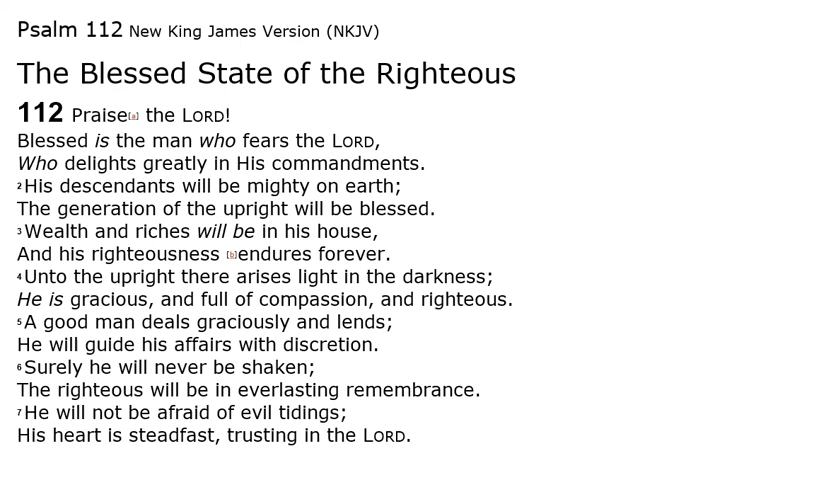 Psalm 112 New King James Version (NKJV)
The Blessed State of the Righteous
112 Praise[a] the LORD!
Blessed is the man who fears the LORD,
Who delights greatly in His commandments.
2 His descendants will be mighty on earth;
The generation of the upright will be blessed.
3 Wealth and riches will be in his house,
And his righteousness [b]endures forever.
4 Unto the upright there arises light in the darkness;
He is gracious, and full of compassion, and righteous.
5 A good man deals graciously and lends;
He will guide his affairs with discretion.
6 Surely he will never be shaken;
The righteous will be in everlasting remembrance.
7 He will not be afraid of evil tidings;
His heart is steadfast, trusting in the LORD.